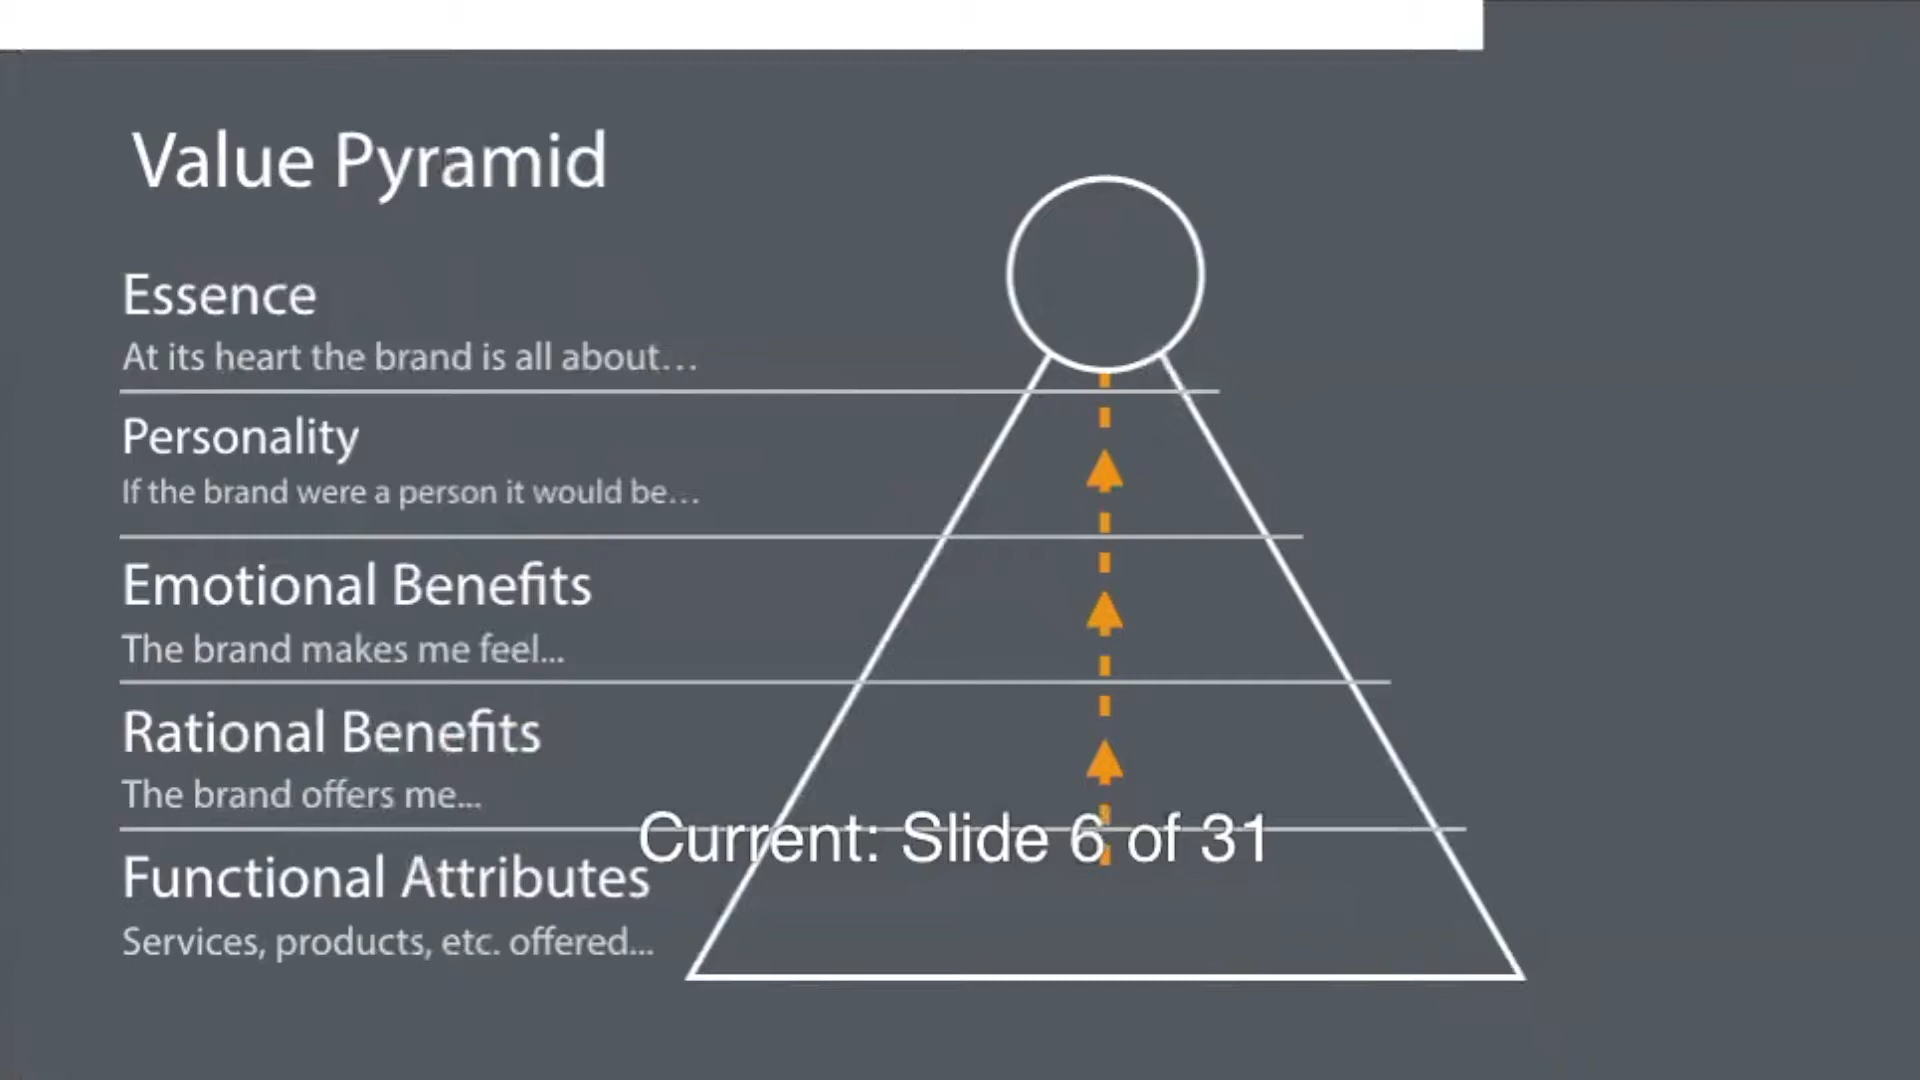 Value Pyramid
Essence
At its heart the brand is all about…
Personality
If the brand were a person it would be…
Emotional Benefits
The brand makes me feel...
Rational Benefits
The brand offers me...
Current: Slide 6 of 31
Functional Attributes
Services, products, etc. offered...